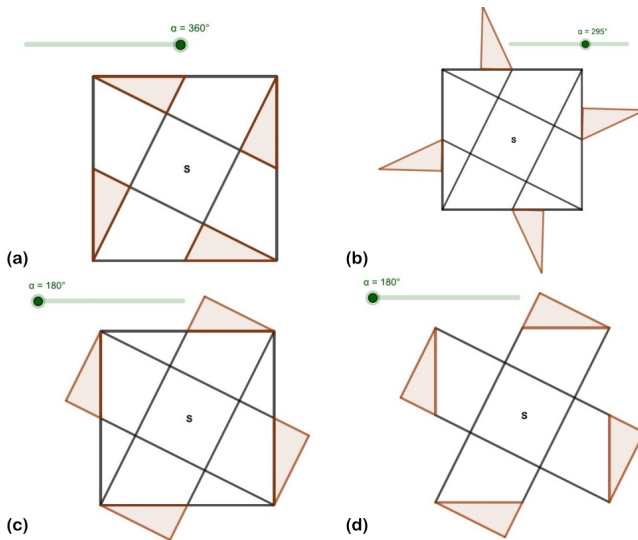 α = 360°
S
(a)
α = 295°
S
(b)
α = 180°
S
(c)
α = 180°
S
(d)